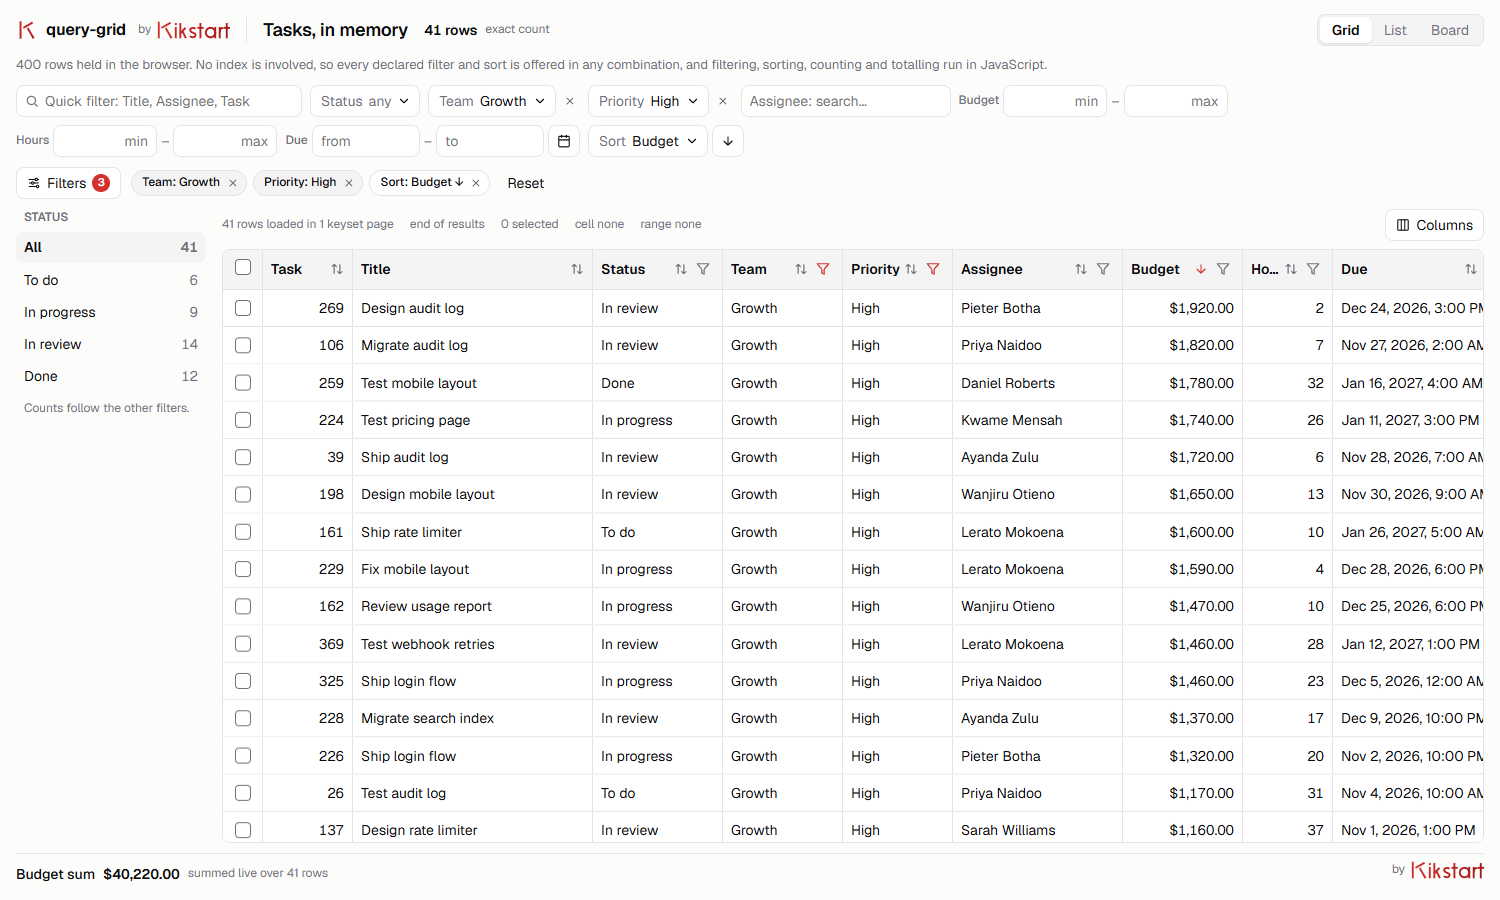 query-grid by Kikstart Tasks, in memory 41 rows exact count Grid List Board
400 rows held in the browser. No index is involved, so every declared filter and sort is offered in any combination, and filtering, sorting, counting and totalling run in JavaScript.
Quick filter: Title, Assignee, Task Status any Team Growth × Priority High × Assignee: search... Budget min – max
Hours min – max Due from – to Sort Budget ↓
Filters 3 Team: Growth × Priority: High × Sort: Budget ↓ × Reset
STATUS
All 41
To do 6
In progress 9
In review 14
Done 12
Counts follow the other filters.
41 rows loaded in 1 keyset page end of results 0 selected cell none range none Columns
Task Title Status Team Priority Assignee Budget Ho... Due
269 Design audit log In review Growth High Pieter Botha $1,920.00 2 Dec 24, 2026, 3:00 PM
106 Migrate audit log In review Growth High Priya Naidoo $1,820.00 7 Nov 27, 2026, 2:00 AM
259 Test mobile layout Done Growth High Daniel Roberts $1,780.00 32 Jan 16, 2027, 4:00 AM
224 Test pricing page In progress Growth High Kwame Mensah $1,740.00 26 Jan 11, 2027, 3:00 PM
39 Ship audit log In review Growth High Ayanda Zulu $1,720.00 6 Nov 28, 2026, 7:00 AM
198 Design mobile layout In review Growth High Wanjiru Otieno $1,650.00 13 Nov 30, 2026, 9:00 AM
161 Ship rate limiter To do Growth High Lerato Mokoena $1,600.00 10 Jan 26, 2027, 5:00 AM
229 Fix mobile layout In progress Growth High Lerato Mokoena $1,590.00 4 Dec 28, 2026, 6:00 PM
162 Review usage report In progress Growth High Wanjiru Otieno $1,470.00 10 Dec 25, 2026, 6:00 PM
369 Test webhook retries In review Growth High Lerato Mokoena $1,460.00 28 Jan 12, 2027, 1:00 PM
325 Ship login flow In progress Growth High Priya Naidoo $1,460.00 23 Dec 5, 2026, 12:00 AM
228 Migrate search index In review Growth High Ayanda Zulu $1,370.00 17 Dec 9, 2026, 10:00 PM
226 Ship login flow In progress Growth High Pieter Botha $1,320.00 20 Nov 2, 2026, 10:00 PM
26 Test audit log To do Growth High Priya Naidoo $1,170.00 31 Nov 4, 2026, 10:00 AM
137 Design rate limiter In review Growth High Sarah Williams $1,160.00 37 Nov 1, 2026, 1:00 PM
Budget sum $40,220.00 summed live over 41 rows by Kikstart